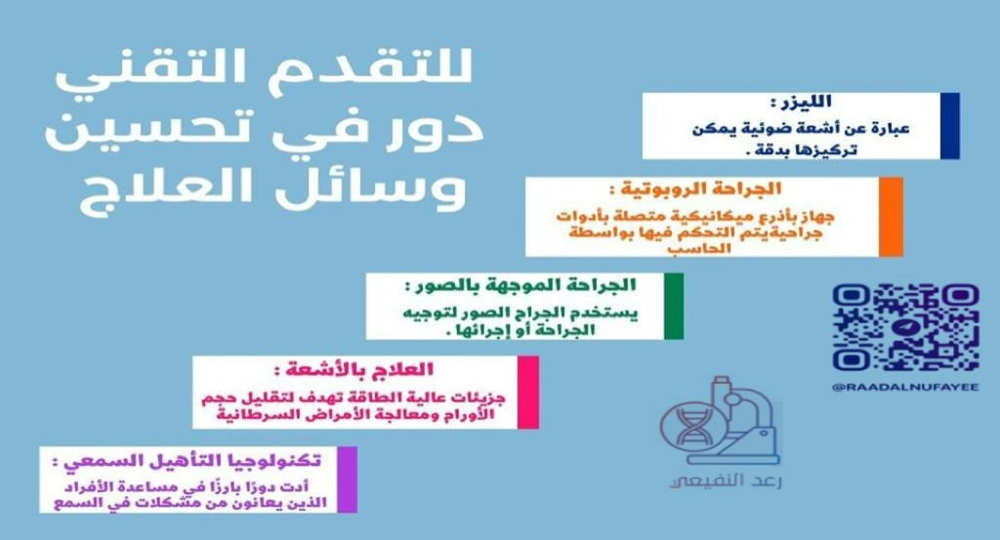 للتقدم التقني
دور في تحسين
وسائل العلاج
الليزر :
عبارة عن أشعة ضوئية يمكن
تركيزها بدقة .
الجراحة الروبوتية :
جهاز بأذرع ميكانيكية متصلة بأدوات
جراحيةيتم التحكم فيها بواسطة
الحاسب
الجراحة الموجهة بالصور :
يستخدم الجراح الصور لتوجيه
الجراحة أو إجرائها .
العلاج بالأشعة :
جزيئات عالية الطاقة تهدف لتقليل حجم
الأورام ومعالجة الأمراض السرطانية
تكنولوجيا التأهيل السمعي :
أدت دورًا بارزًا في مساعدة الأفراد
الذين يعانون من مشكلات في السمع
@RAADALNUFAYEE
رعد النفيعي